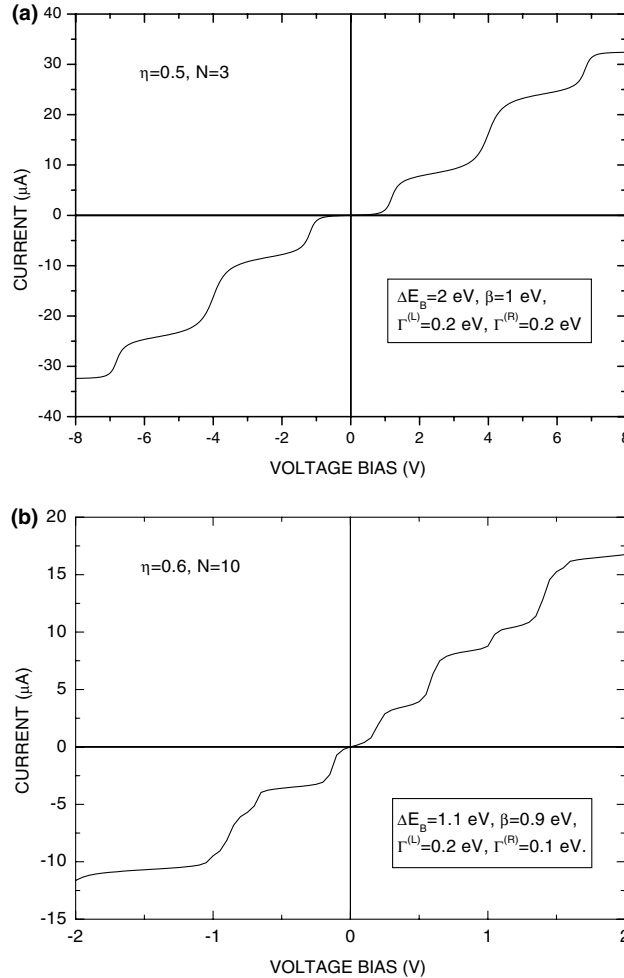 (a)
40
30
20
10
0
-10
-20
-30
-40
CURRENT (μA)
η=0.5, N=3
ΔE_B=2 eV, β=1 eV,
Γ^(L)=0.2 eV, Γ^(R)=0.2 eV
-8 -6 -4 -2 0 2 4 6 8
VOLTAGE BIAS (V)
(b)
20
15
10
5
0
-5
-10
-15
CURRENT (μA)
η=0.6, N=10
ΔE_B=1.1 eV, β=0.9 eV,
Γ^(L)=0.2 eV, Γ^(R)=0.1 eV.
-2 -1 0 1 2
VOLTAGE BIAS (V)